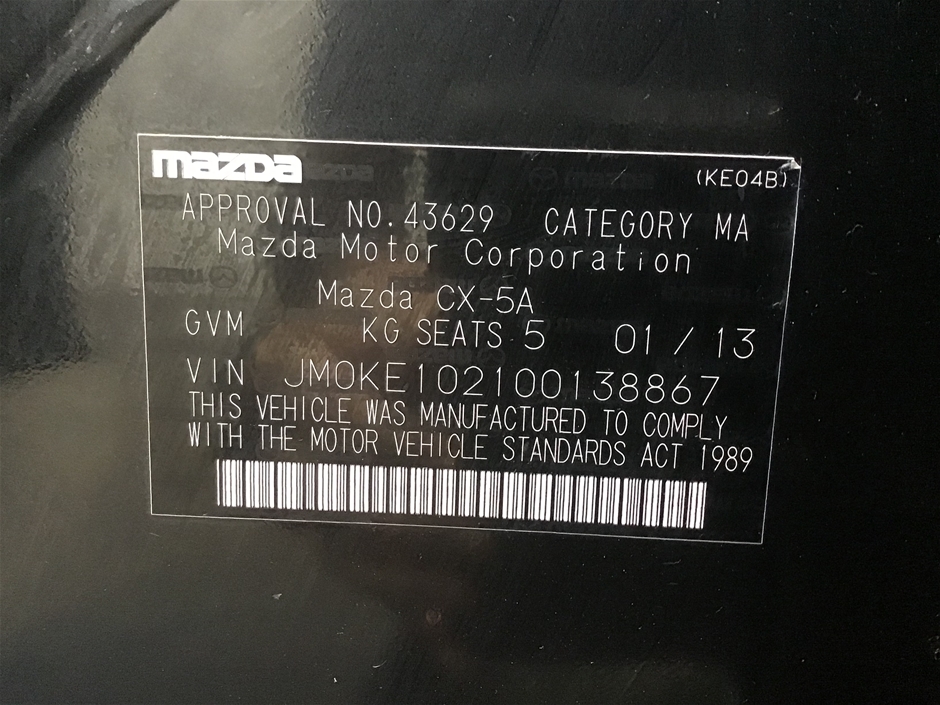 mazda (KE04B)
APPROVAL NO. 43629 CATEGORY MA
Mazda Motor Corporation
Mazda CX-5A
GVM KG SEATS 5 01 / 13
VIN JM0KE102100138867
THIS VEHICLE WAS MANUFACTURED TO COMPLY
WITH THE MOTOR VEHICLE STANDARDS ACT 1989